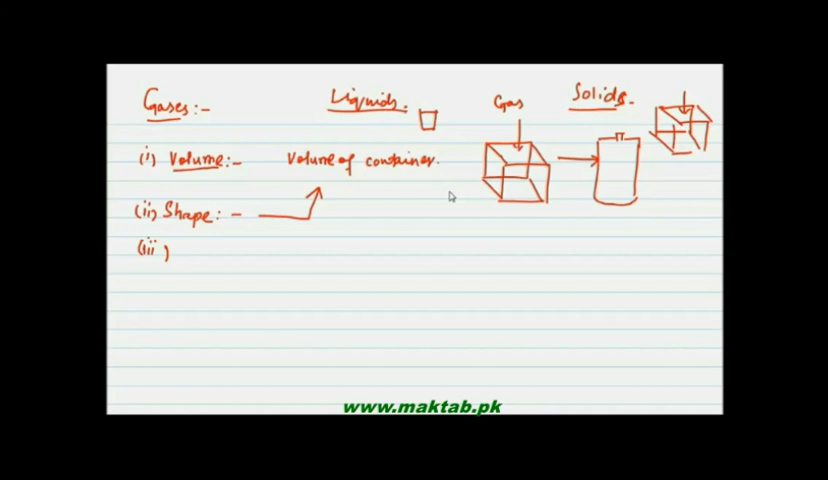 Gases:- Liquids. Gas Solids.
(i) Volume:- Volume of container.
(ii) Shape:-
(iii)
www.maktab.pk